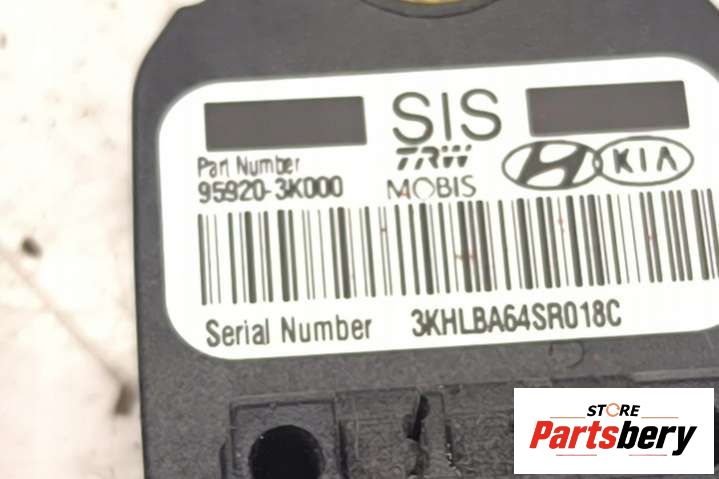 SIS
TRW
MOBIS
KIA
Part Number
95920-3K000
Serial Number 3KHLBA64SR018C
STORE
Partsbery